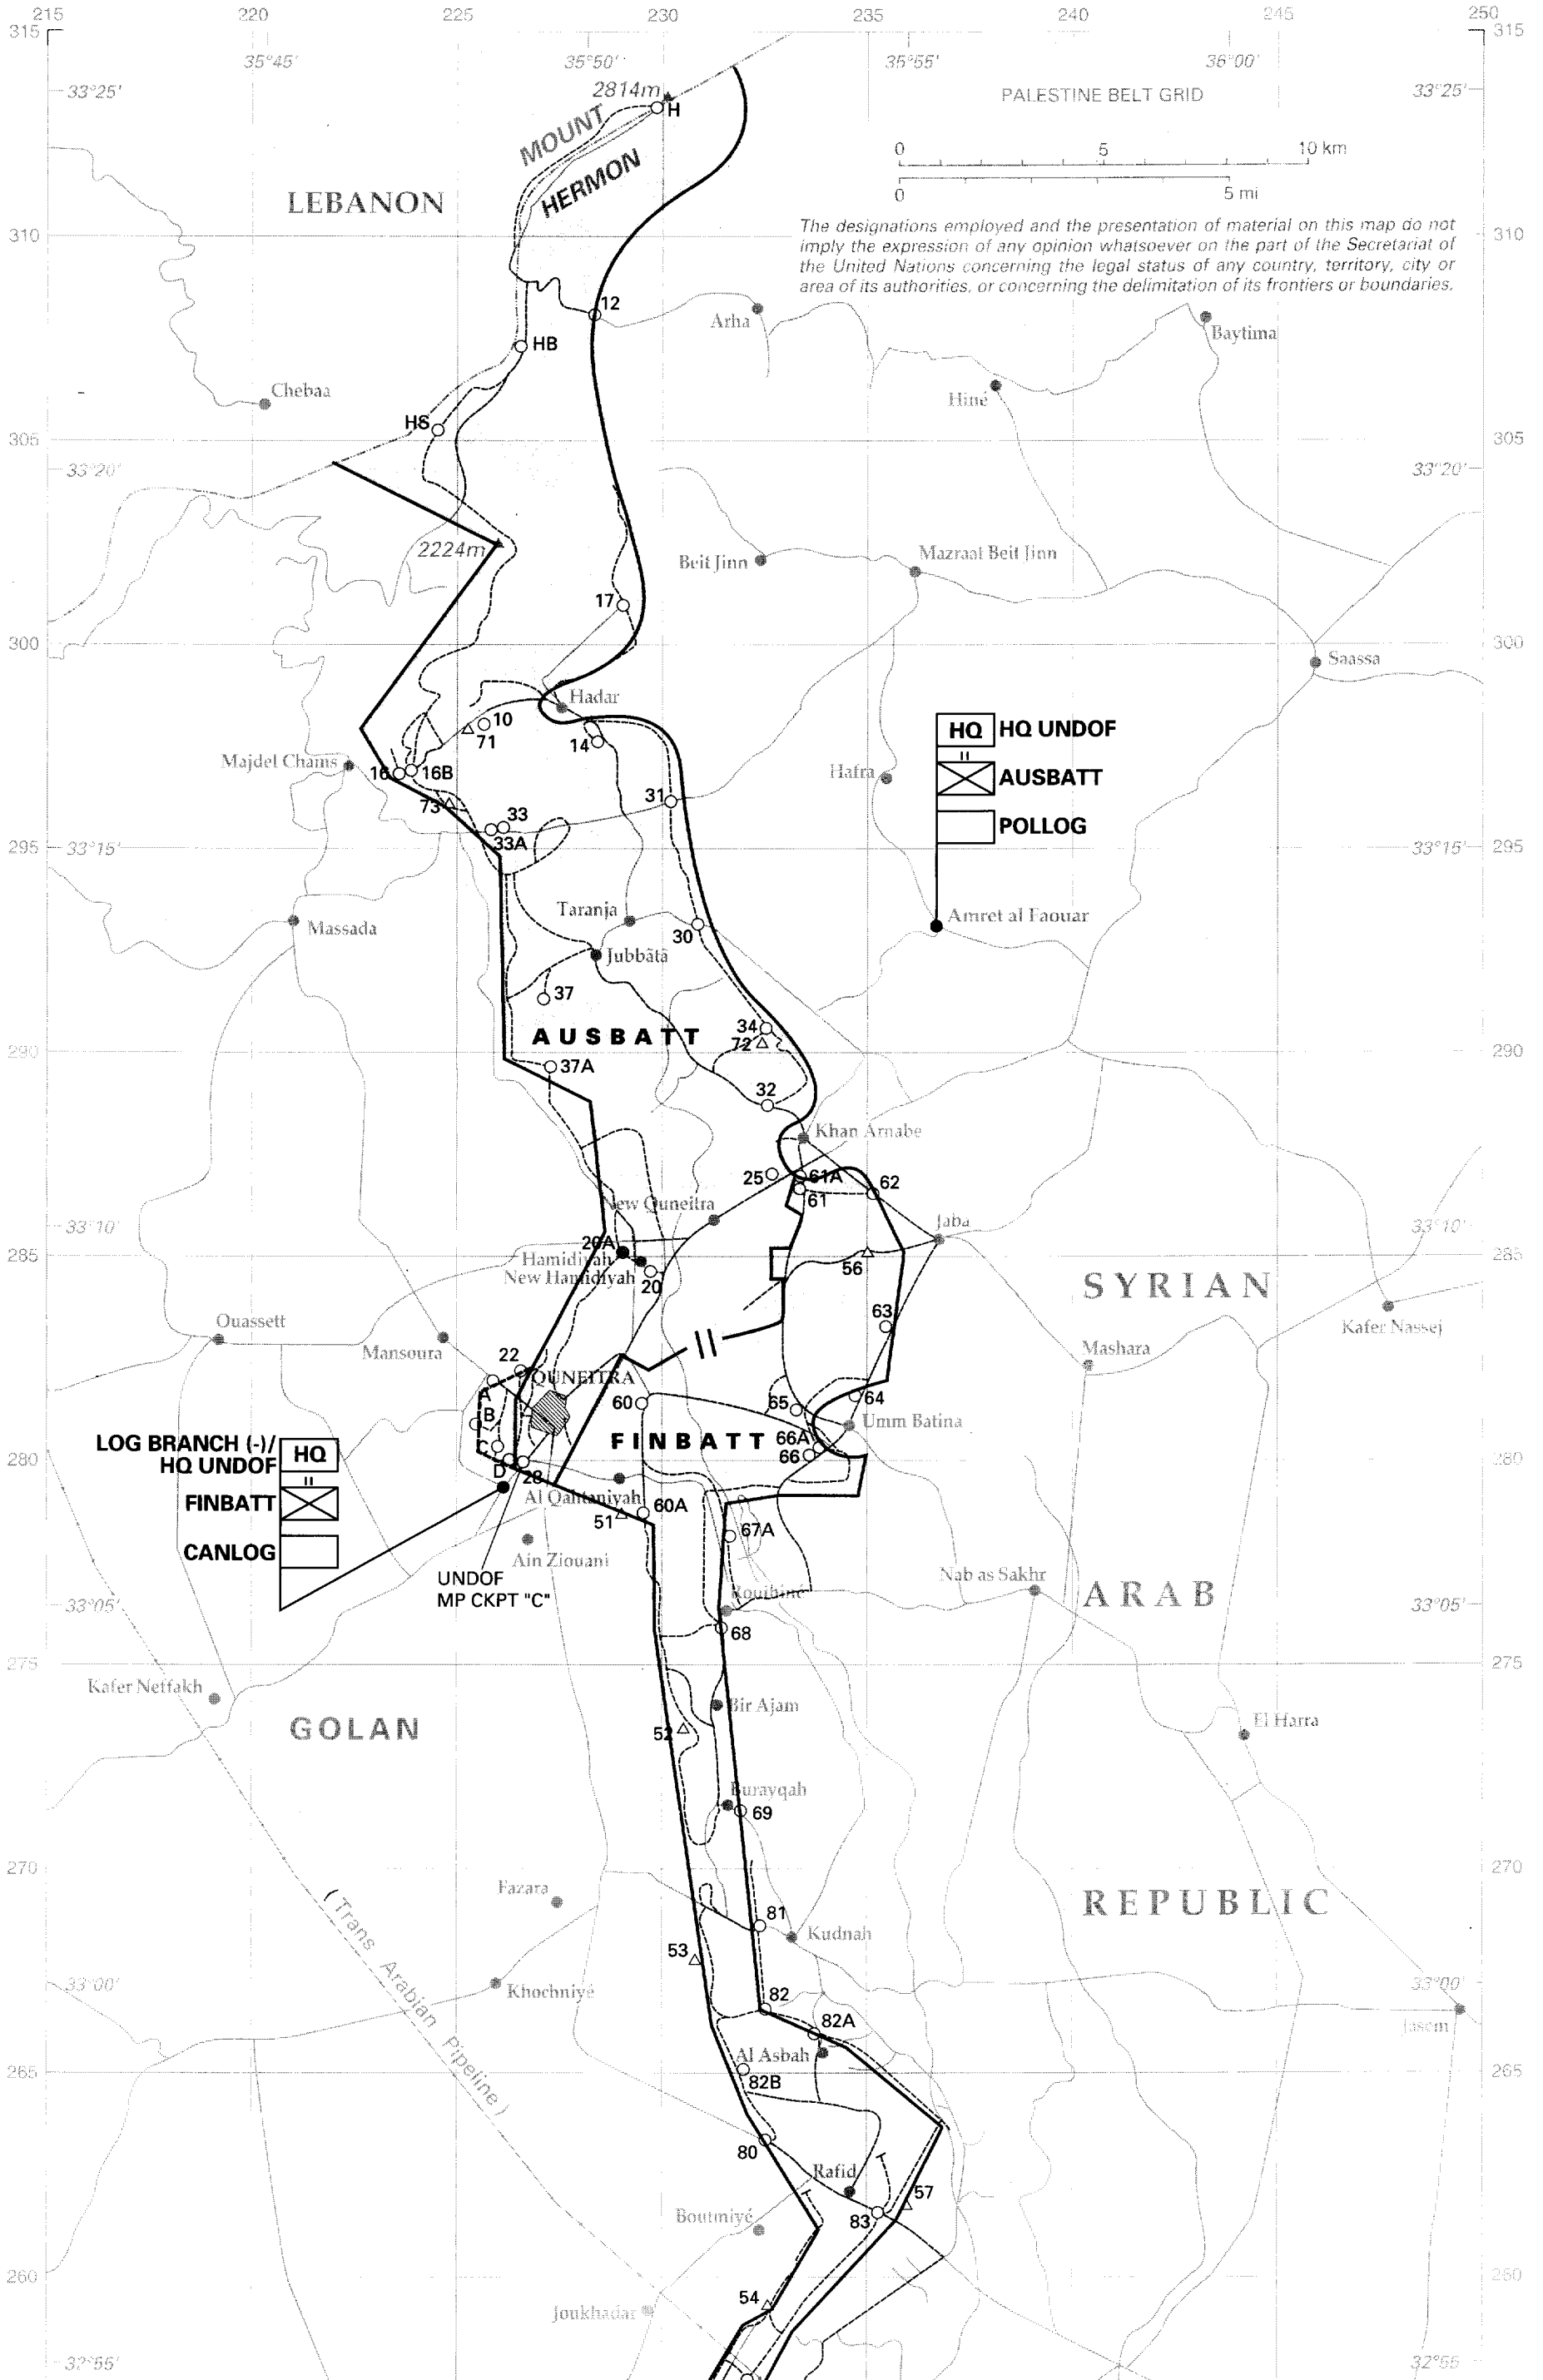 215 220 225 230 235 240 245 250
315 315
35°45' 35°50' 35°55' 36°00'
33°25' 2814m H PALESTINE BELT GRID 33°25'
MOUNT
HERMON
0 5 10 km
0 5 mi
LEBANON
The designations employed and the presentation of material on this map do not
imply the expression of any opinion whatsoever on the part of the Secretariat of
the United Nations concerning the legal status of any country, territory, city or
area of its authorities, or concerning the delimitation of its frontiers or boundaries.
310 310
12
Arha Baytima
HB
Chebaa Hiné
HS
305 305
33°20' 33°20'
2224m Beit Jinn Mazraat Beit Jinn
17
300 300
Saassa
Hadar
10
71 14
HQ HQ UNDOF
Majdel Chams 16 16B Hafra AUSBATT
73 31
33 POLLOG
33A
295 33°15' 33°15' 295
Taranja Amret al Faouar
Massada 30
Jubbātā
37
34
AUSBATT
72
290 290
37A
32
Khan Arnabe
25 61A 62
61
New Quneitra
33°10' Jaba 33°10'
20A
285 Hamidiyah 285
New Hamidiyah 20 56
SYRIAN
63
Ouassett Kafer Nassej
Mansoura Mashara
22
QUNEITRA
A 60 65 64
B Umm Batina
LOG BRANCH (-)/ HQ 66A
HQ UNDOF C FINBATT 66
280 D 28 280
FINBATT Al Qahtaniyah 60A
51
67A
CANLOG Ain Ziouani
UNDOF Nab as Sakhr
MP CKPT "C" Rouihine
33°05' ARAB 33°05'
68
275 275
Kafer Neffakh
Bir Ajam
GOLAN 52 El Harra
Burayqah
69
270 270
Fazara
REPUBLIC
81
(Trans Arabian Pipeline) Kudnah
53
33°00' Khochniyé 33°00'
82
82A Jasem
Al Asbah
265 82B 265
80
Rafid
57
Boutmiyé 83
260 260
54
Joukhadar
32°55' 32°55'